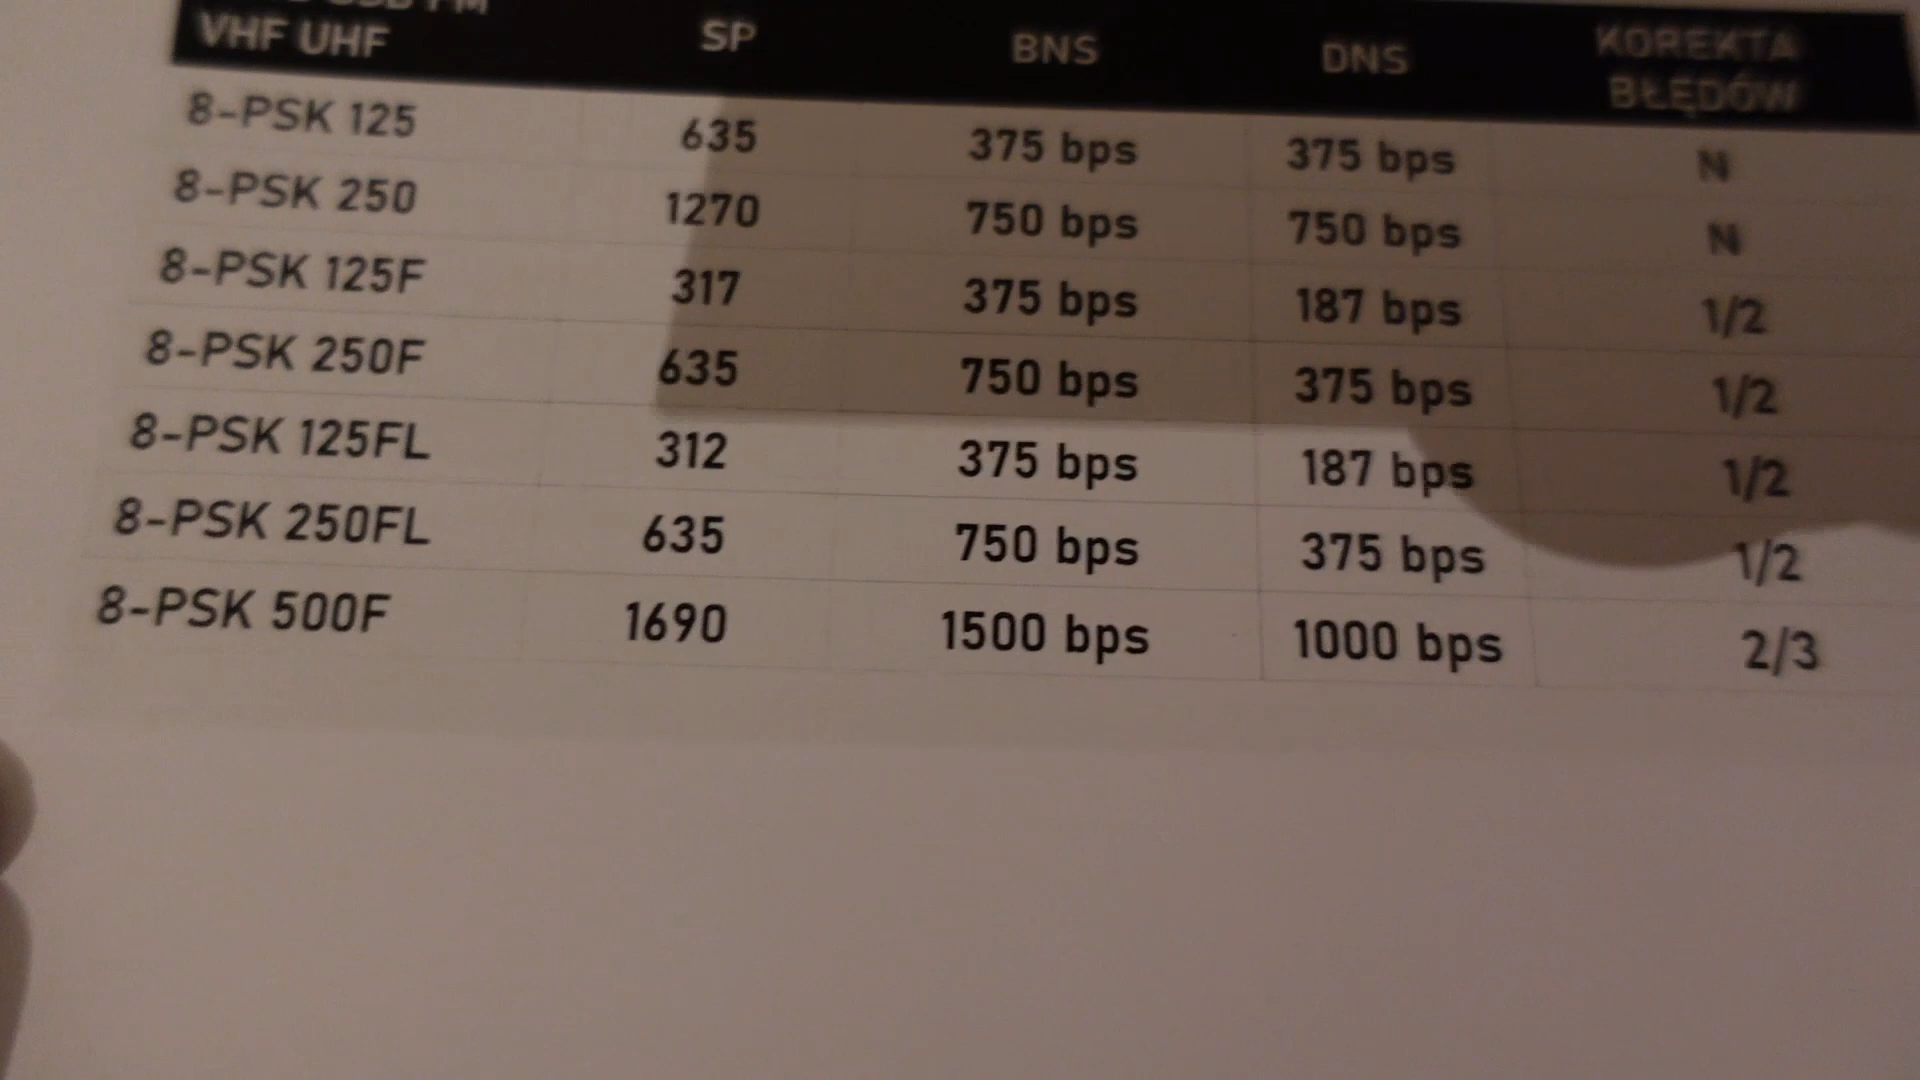 VHF UHF SP BNS DNS KOREKTA
BŁĘDÓW
8-PSK 125 635 375 bps 375 bps N
8-PSK 250 1270 750 bps 750 bps N
8-PSK 125F 317 375 bps 187 bps 1/2
8-PSK 250F 635 750 bps 375 bps 1/2
8-PSK 125FL 312 375 bps 187 bps 1/2
8-PSK 250FL 635 750 bps 375 bps 1/2
8-PSK 500F 1690 1500 bps 1000 bps 2/3